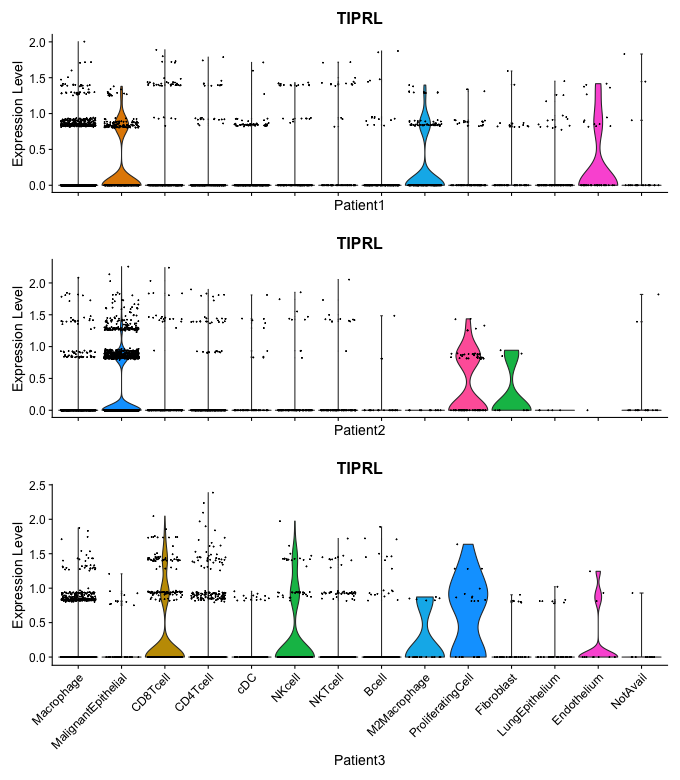 TIPRL
Expression Level
2.0
1.5
1.0
0.5
0.0
Patient1
TIPRL
Expression Level
2.0
1.5
1.0
0.5
0.0
Patient2
TIPRL
Expression Level
2.5
2.0
1.5
1.0
0.5
0.0
Macrophage
MalignantEpithelial
CD8Tcell
CD4Tcell
cDC
NKcell
NKTcell
Bcell
M2Macrophage
ProliferatingCell
Fibroblast
LungEpithelium
Endothelium
NotAvail
Patient3